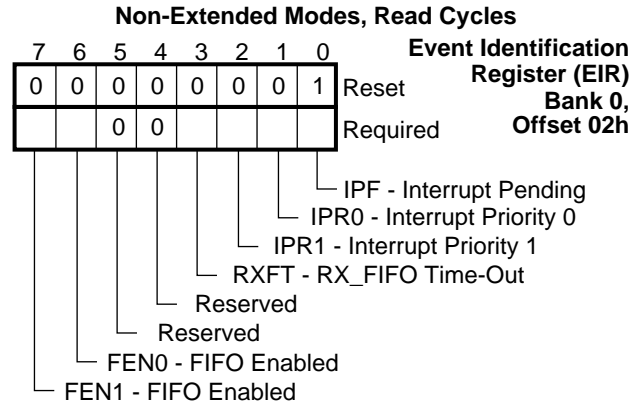 Non-Extended Modes, Read Cycles
7 6 5 4 3 2 1 0
Event Identification
Register (EIR)
Bank 0,
Offset 02h
0 0 0 0 0 0 0 1 Reset
0 0 Required
IPF - Interrupt Pending
IPR0 - Interrupt Priority 0
IPR1 - Interrupt Priority 1
RXFT - RX_FIFO Time-Out
Reserved
Reserved
FEN0 - FIFO Enabled
FEN1 - FIFO Enabled